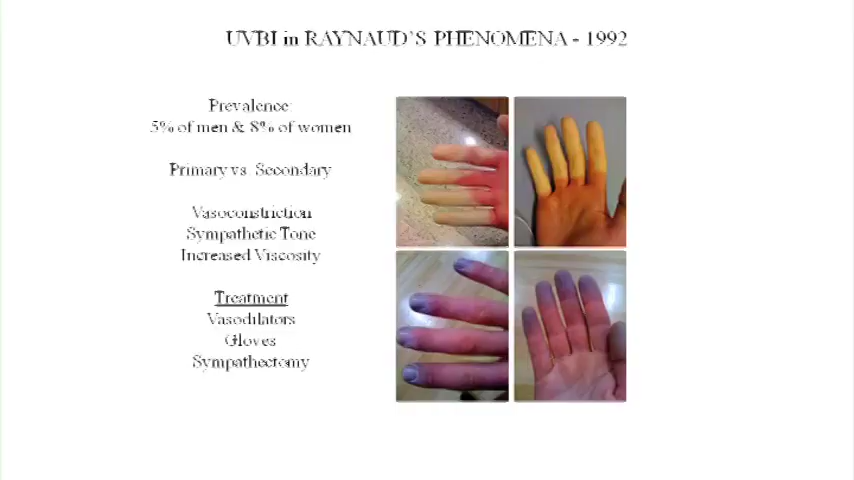 UVBI in RAYNAUD'S PHENOMENA - 1992
Prevalence:
5% of men & 8% of women
Primary vs. Secondary
Vasoconstriction
Sympathetic Tone
Increased Viscosity
Treatment
Vasodilators
Gloves
Sympathectomy